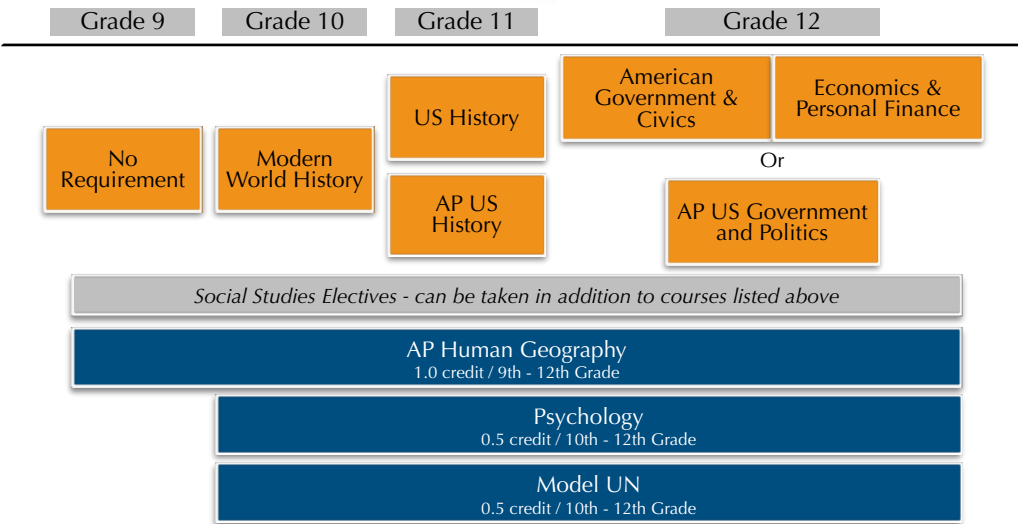 Grade 9
Grade 10
Grade 11
Grade 12
No
Requirement
Modern
World History
US History
AP US
History
American
Government &
Civics
Economics &
Personal Finance
Or
AP US Government
and Politics
Social Studies Electives - can be taken in addition to courses listed above
AP Human Geography
1.0 credit / 9th - 12th Grade
Psychology
0.5 credit / 10th - 12th Grade
Model UN
0.5 credit / 10th - 12th Grade